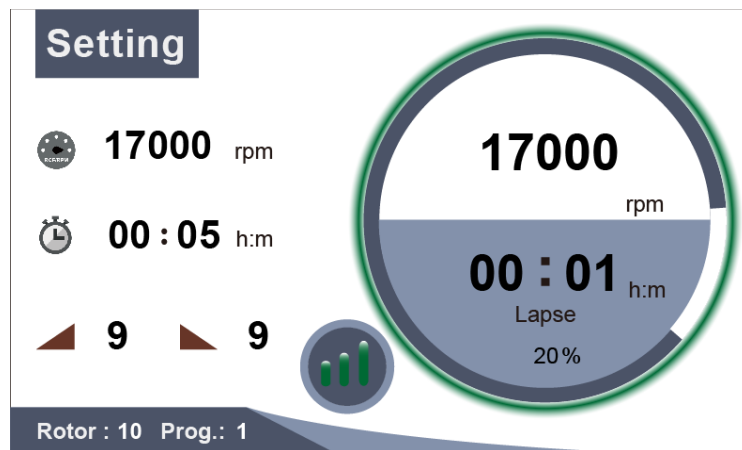 Setting
17000 rpm
00:05 h:m
9 9
Rotor : 10 Prog.: 1
17000
rpm
00:01 h:m
Lapse
20%